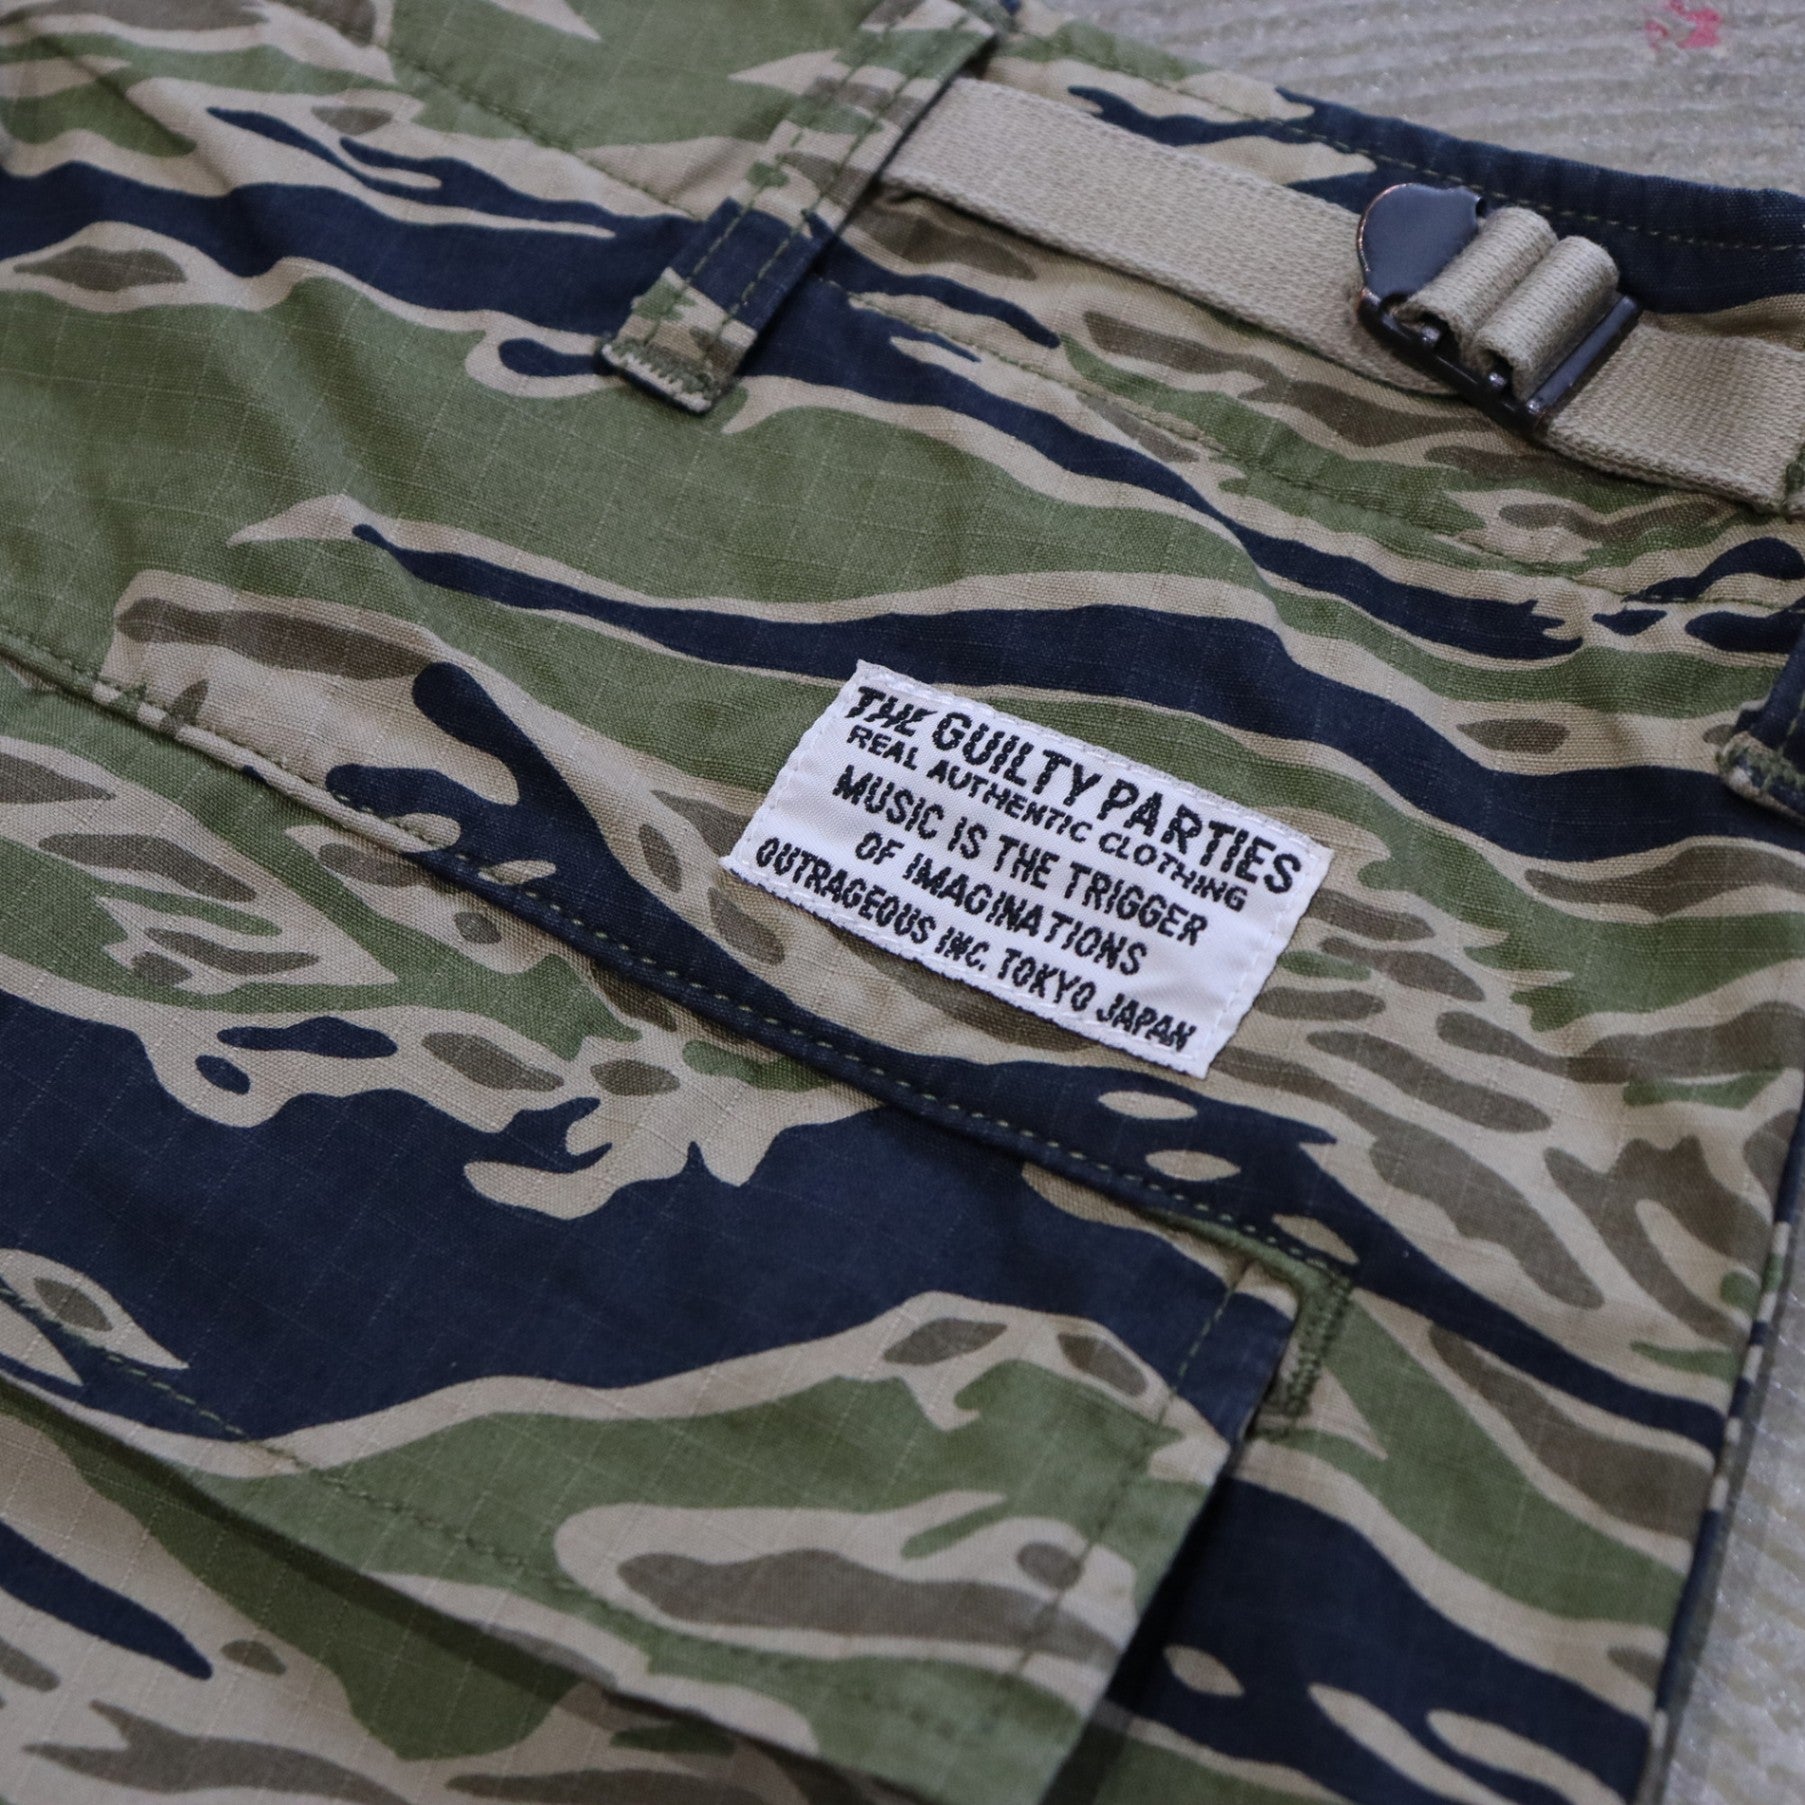 THE GUILTY PARTIES
REAL AUTHENTIC CLOTHING
MUSIC IS THE TRIGGER
OF IMAGINATIONS
OUTRAGEOUS INC. TOKYO JAPAN